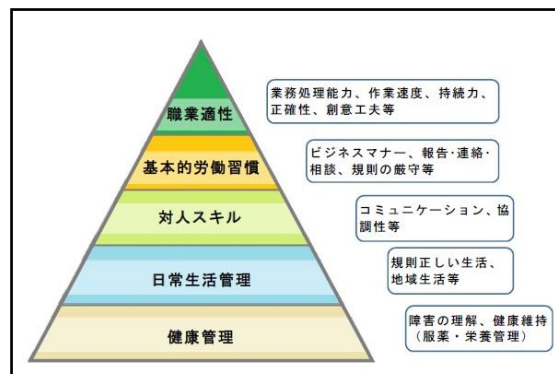 職業適性
業務処理能力、作業速度、持続力、
正確性、創意工夫等
基本的労働習慣
ビジネスマナー、報告・連絡・
相談、規則の厳守等
対人スキル
コミュニケーション、協
調性等
日常生活管理
規則正しい生活、
地域生活等
健康管理
障害の理解、健康維持
（服薬・栄養管理）